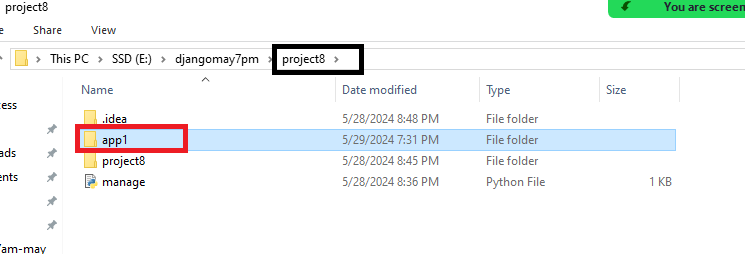 project8
You are screen
re
Share
View
This PC > SSD (E:) > djangomay7pm > project8 >
Name Date modified Type Size
cess
.idea 5/28/2024 8:48 PM File folder
app1 5/29/2024 7:31 PM File folder
ads
project8 5/28/2024 8:45 PM File folder
ents
manage 5/28/2024 8:36 PM Python File 1 KB
7am-may